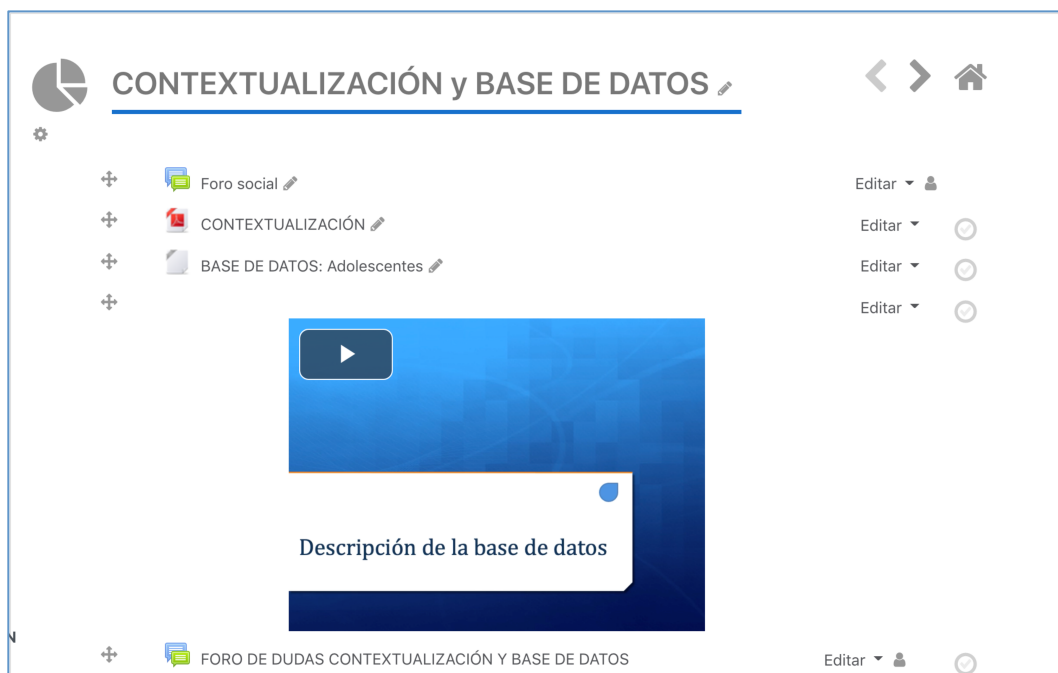 CONTEXTUALIZACIÓN y BASE DE DATOS
Foro social
Editar
CONTEXTUALIZACIÓN
Editar
BASE DE DATOS: Adolescentes
Editar
Editar
Descripción de la base de datos
N
FORO DE DUDAS CONTEXTUALIZACIÓN Y BASE DE DATOS
Editar